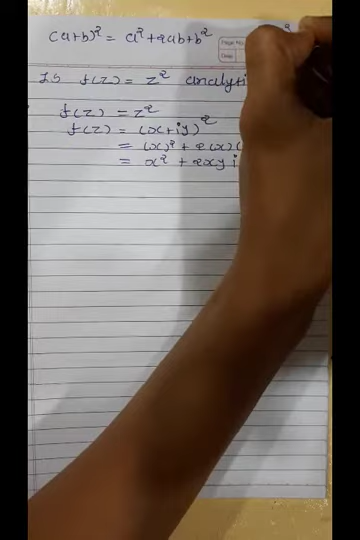 (a+b)² = a²+2ab+b²
Is f(z) = z² analyti
f(z) = z²
f(z) = (x+iy)²
= (x)² + 2(x)(
= x² + 2xy i